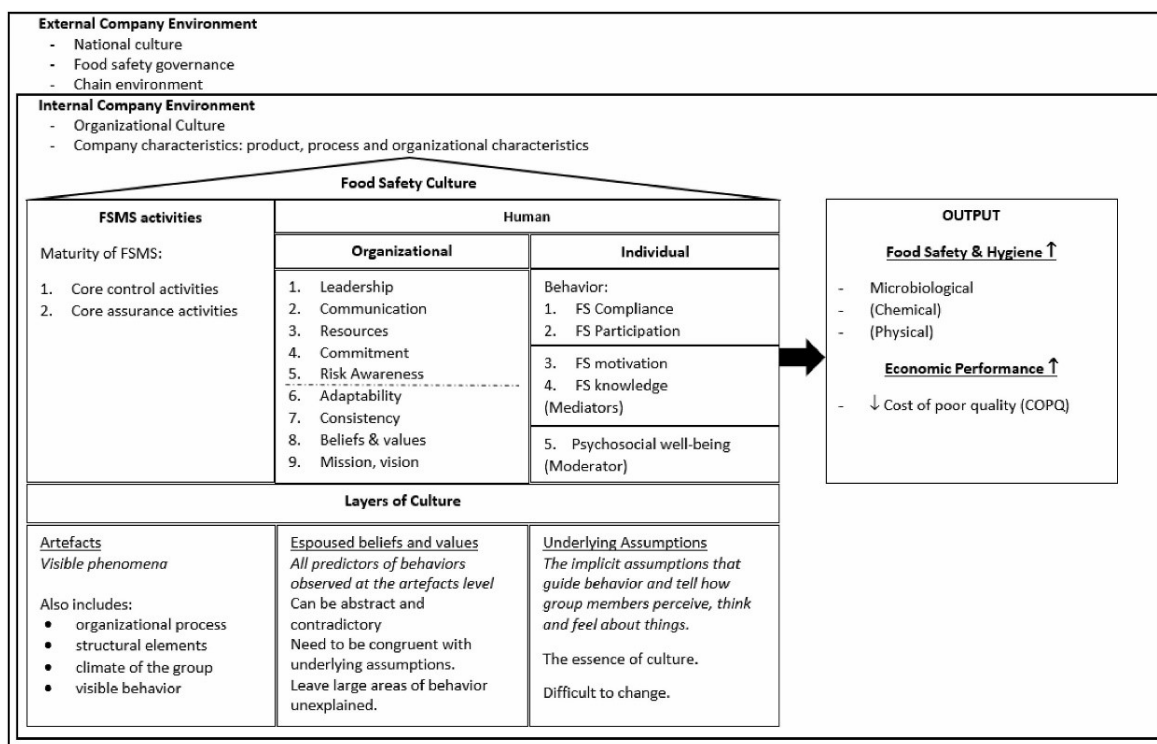 External Company Environment
- National culture
- Food safety governance
- Chain environment
Internal Company Environment
- Organizational Culture
- Company characteristics: product, process and organizational characteristics
Food Safety Culture
FSMS activities
Maturity of FSMS:
1. Core control activities
2. Core assurance activities
Human
Organizational
1. Leadership
2. Communication
3. Resources
4. Commitment
5. Risk Awareness
6. Adaptability
7. Consistency
8. Beliefs & values
9. Mission, vision
Individual
Behavior:
1. FS Compliance
2. FS Participation
3. FS motivation
4. FS knowledge
(Mediators)
5. Psychosocial well-being
(Moderator)
Layers of Culture
Artefacts
Visible phenomena
Also includes:
• organizational process
• structural elements
• climate of the group
• visible behavior
Espoused beliefs and values
All predictors of behaviors
observed at the artefacts level
Can be abstract and
contradictory
Need to be congruent with
underlying assumptions.
Leave large areas of behavior
unexplained.
Underlying Assumptions
The implicit assumptions that
guide behavior and tell how
group members perceive, think
and feel about things.
The essence of culture.
Difficult to change.
OUTPUT
Food Safety & Hygiene ↑
- Microbiological
- (Chemical)
- (Physical)
Economic Performance ↑
- ↓ Cost of poor quality (COPQ)